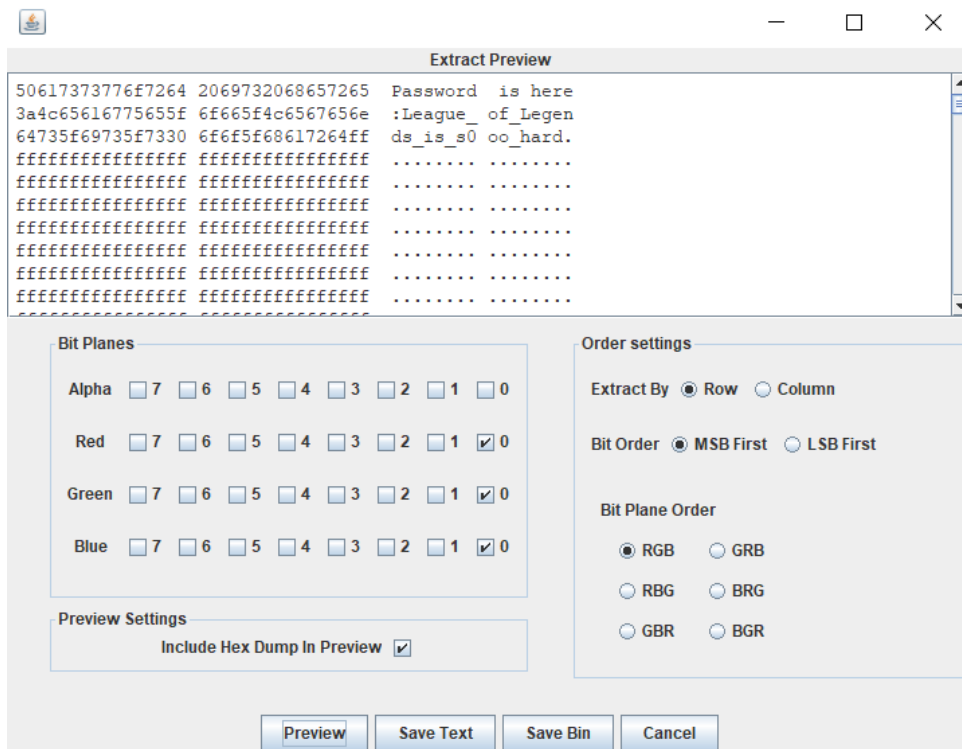 Extract Preview
50617373776f7264 2069732068657265 Password  is here
3a4c65616775655f 6f665f4c6567656e :League_ of_Legen
64735f69735f7330 6f6f5f68617264ff ds_is_s0 oo_hard.
ffffffffffffffff ffffffffffffffff ........ ........
ffffffffffffffff ffffffffffffffff ........ ........
ffffffffffffffff ffffffffffffffff ........ ........
ffffffffffffffff ffffffffffffffff ........ ........
ffffffffffffffff ffffffffffffffff ........ ........
ffffffffffffffff ffffffffffffffff ........ ........
ffffffffffffffff ffffffffffffffff ........ ........
Bit Planes
Alpha 7 6 5 4 3 2 1 0
Red 7 6 5 4 3 2 1 0
Green 7 6 5 4 3 2 1 0
Blue 7 6 5 4 3 2 1 0
Preview Settings
Include Hex Dump In Preview
Order settings
Extract By Row Column
Bit Order MSB First LSB First
Bit Plane Order
RGB GRB
RBG BRG
GBR BGR
Preview Save Text Save Bin Cancel